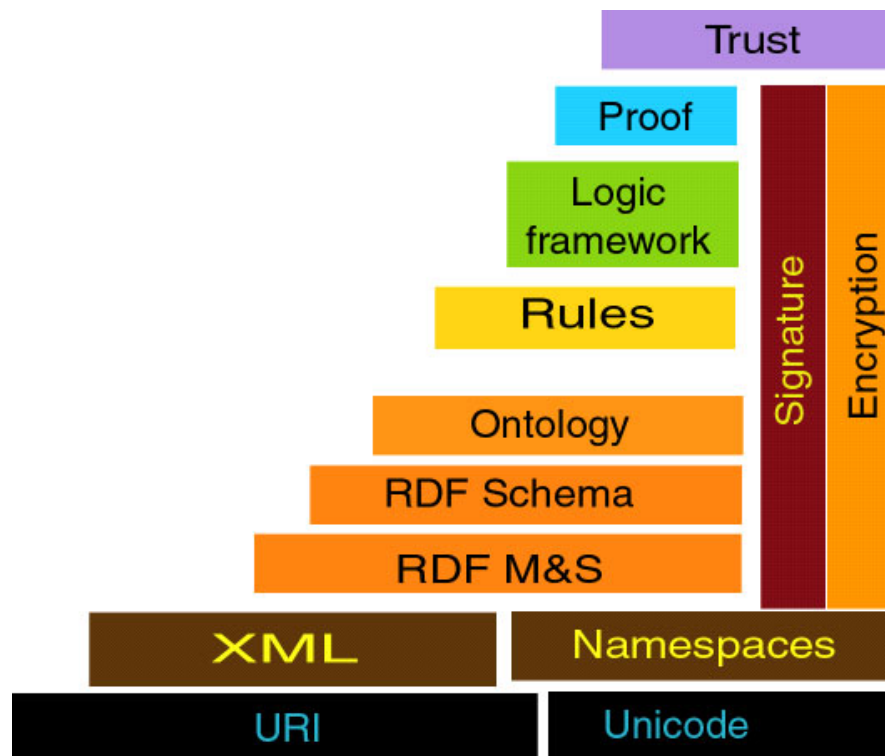 Trust
Proof
Logic
framework
Rules
Ontology
RDF Schema
RDF M&S
Signature
Encryption
XML
Namespaces
URI
Unicode